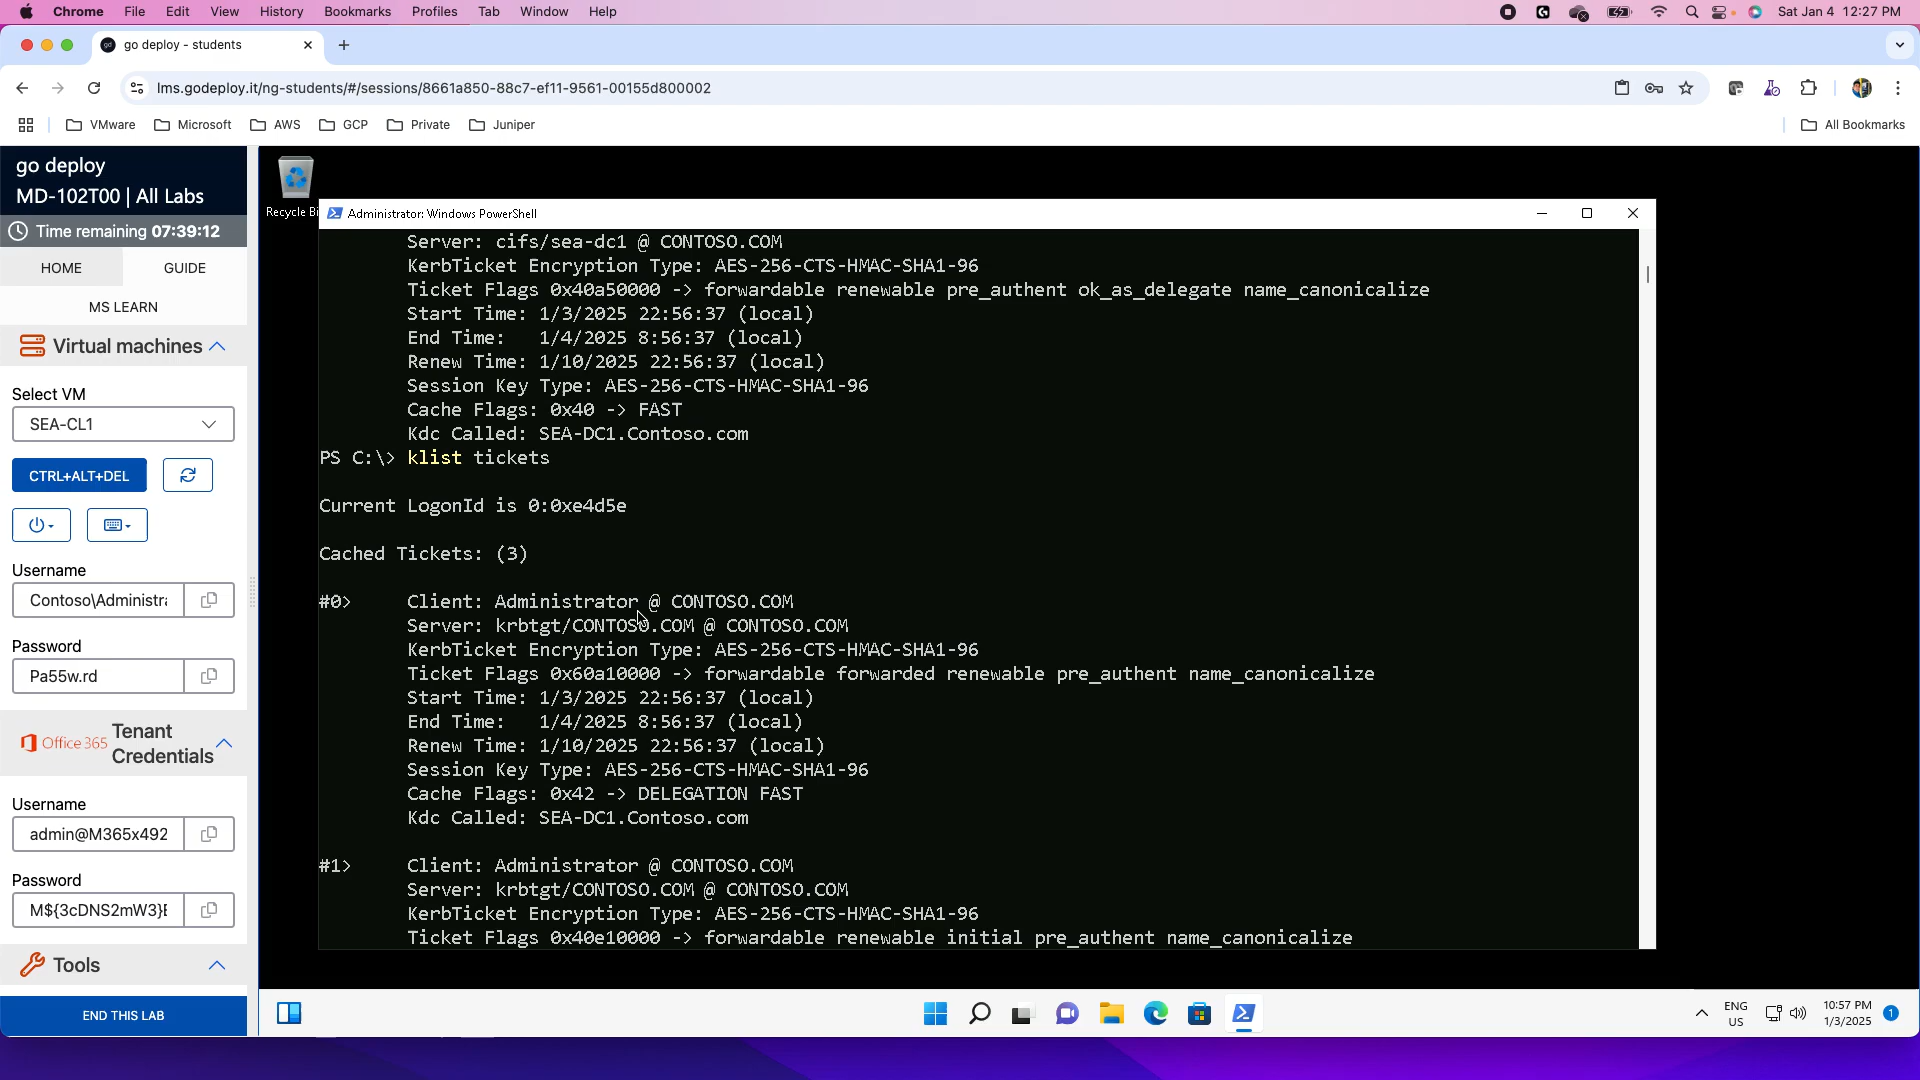 Chrome File Edit View History Bookmarks Profiles Tab Window Help Sat Jan 4 12:27 PM
go deploy - students
lms.godeploy.it/ng-students/#/sessions/8661a850-88c7-ef11-9561-00155d800002
VMware Microsoft AWS GCP Private Juniper All Bookmarks
go deploy
MD-102T00 | All Labs
Time remaining 07:39:12
HOME GUIDE
MS LEARN
Virtual machines
Select VM
SEA-CL1
CTRL+ALT+DEL
Username
Contoso\Administra
Password
Pa55w.rd
Office 365 Tenant Credentials
Username
admin@M365x492
Password
M${3cDNS2mW3}
Tools
END THIS LAB
Recycle Bi
Administrator: Windows PowerShell
Server: cifs/sea-dc1 @ CONTOSO.COM
KerbTicket Encryption Type: AES-256-CTS-HMAC-SHA1-96
Ticket Flags 0x40a50000 -> forwardable renewable pre_authent ok_as_delegate name_canonicalize
Start Time: 1/3/2025 22:56:37 (local)
End Time: 1/4/2025 8:56:37 (local)
Renew Time: 1/10/2025 22:56:37 (local)
Session Key Type: AES-256-CTS-HMAC-SHA1-96
Cache Flags: 0x40 -> FAST
Kdc Called: SEA-DC1.Contoso.com
PS C:\> klist tickets
Current LogonId is 0:0xe4d5e
Cached Tickets: (3)
#0> Client: Administrator @ CONTOSO.COM
Server: krbtgt/CONTOSO.COM @ CONTOSO.COM
KerbTicket Encryption Type: AES-256-CTS-HMAC-SHA1-96
Ticket Flags 0x60a10000 -> forwardable forwarded renewable pre_authent name_canonicalize
Start Time: 1/3/2025 22:56:37 (local)
End Time: 1/4/2025 8:56:37 (local)
Renew Time: 1/10/2025 22:56:37 (local)
Session Key Type: AES-256-CTS-HMAC-SHA1-96
Cache Flags: 0x42 -> DELEGATION FAST
Kdc Called: SEA-DC1.Contoso.com
#1> Client: Administrator @ CONTOSO.COM
Server: krbtgt/CONTOSO.COM @ CONTOSO.COM
KerbTicket Encryption Type: AES-256-CTS-HMAC-SHA1-96
Ticket Flags 0x40e10000 -> forwardable renewable initial pre_authent name_canonicalize
ENG
US
10:57 PM
1/3/2025
1